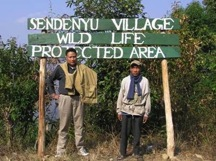 SENDENYU VILLAGE
WILD LIFE
PROTECTED AREA